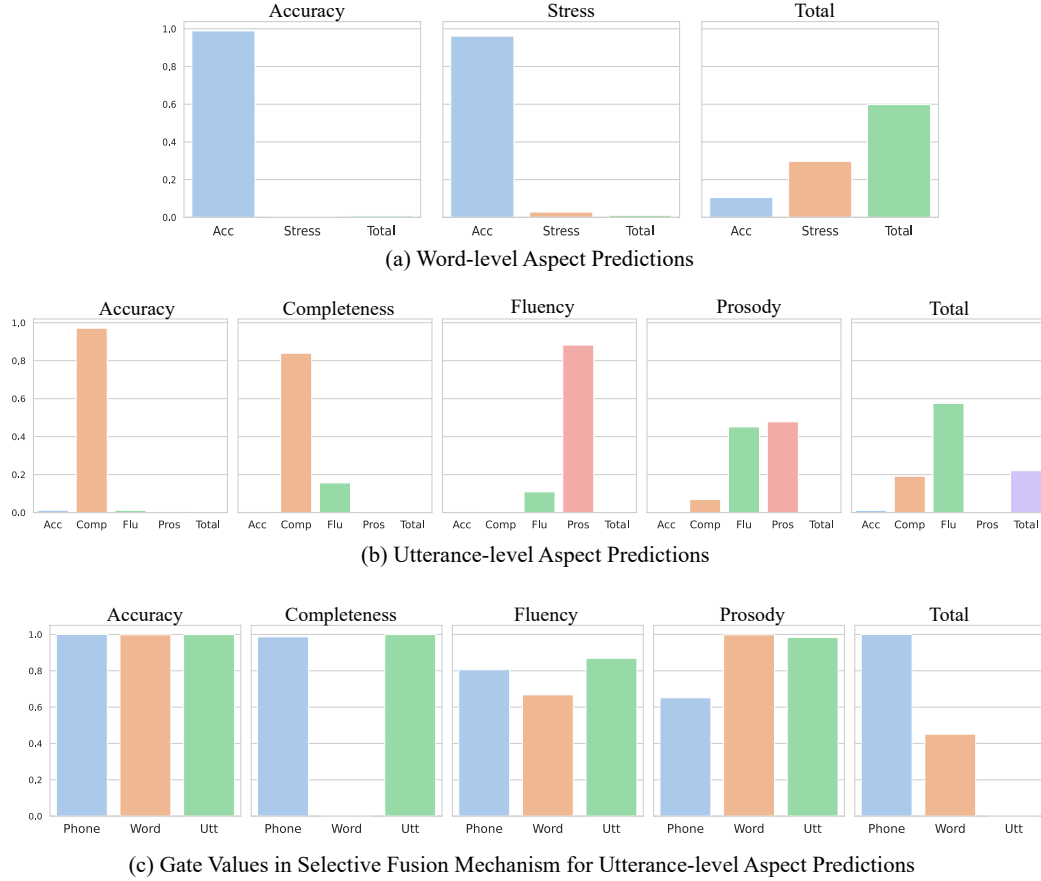 Accuracy Stress Total
1.0
0.8
0.6
0.4
0.2
0.0
Acc Stress Total Acc Stress Total Acc Stress Total
(a) Word-level Aspect Predictions
Accuracy Completeness Fluency Prosody Total
1.0
0.8
0.6
0.4
0.2
0.0
Acc Comp Flu Pros Total Acc Comp Flu Pros Total Acc Comp Flu Pros Total Acc Comp Flu Pros Total Acc Comp Flu Pros Total
(b) Utterance-level Aspect Predictions
Accuracy Completeness Fluency Prosody Total
1.0
0.8
0.6
0.4
0.2
0.0
Phone Word Utt Phone Word Utt Phone Word Utt Phone Word Utt Phone Word Utt
(c) Gate Values in Selective Fusion Mechanism for Utterance-level Aspect Predictions